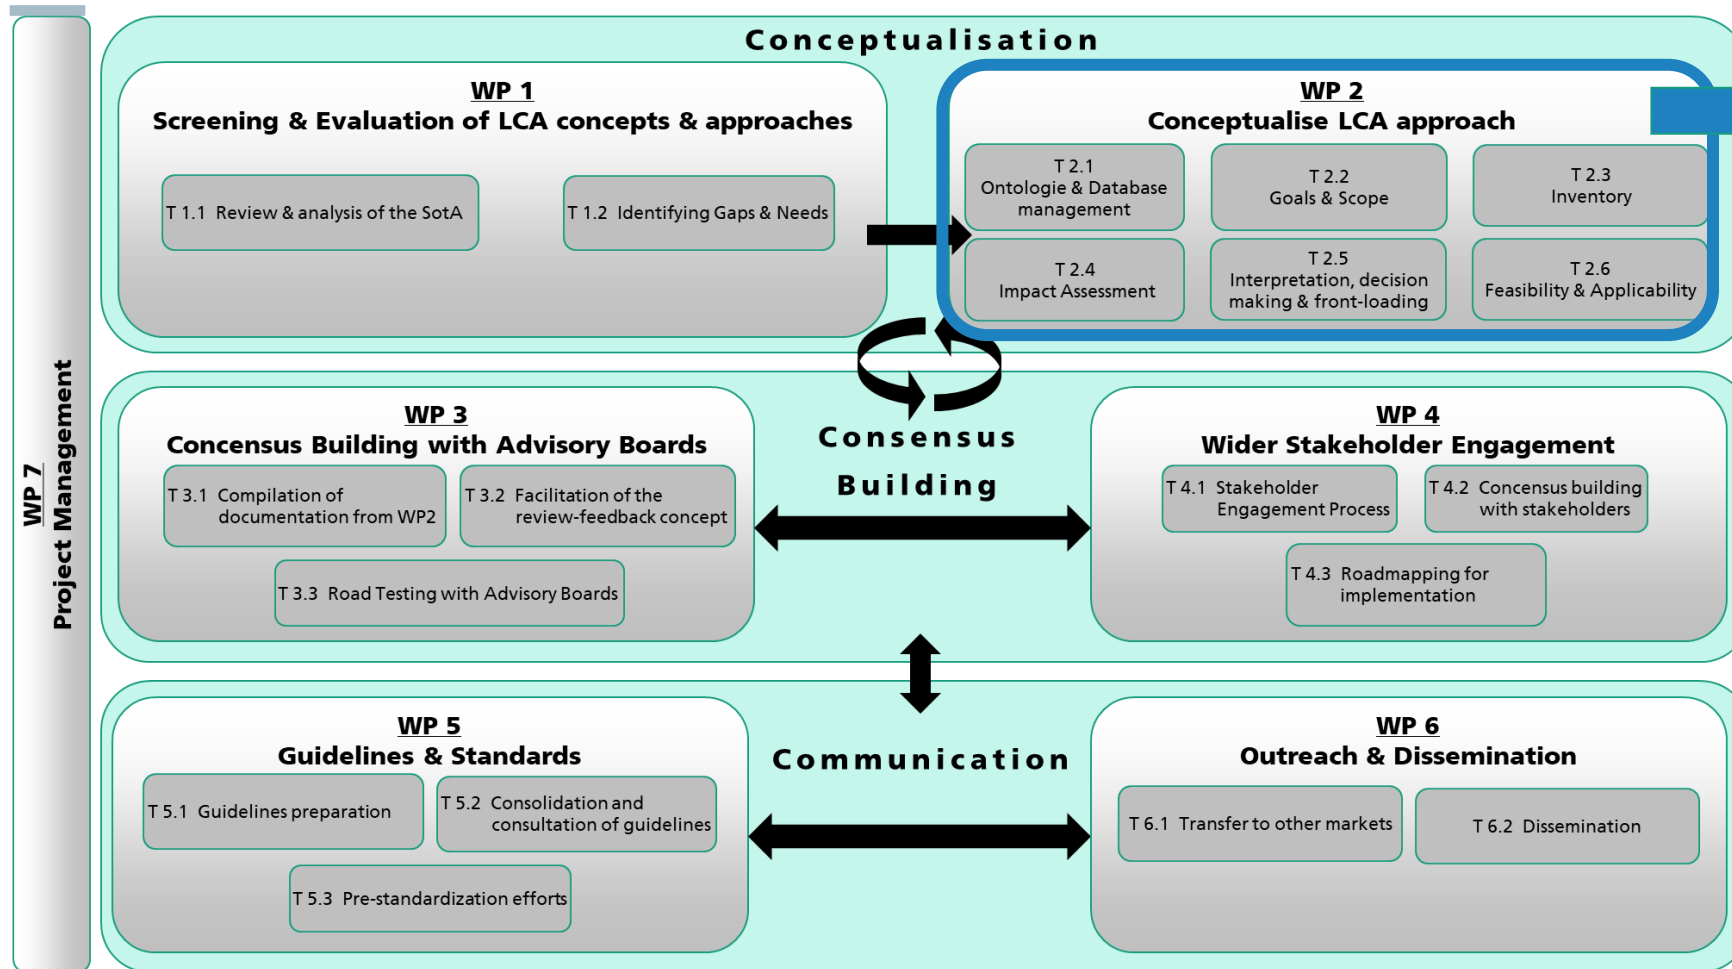 Conceptualisation
WP 1
Screening & Evaluation of LCA concepts & approaches
T 1.1 Review & analysis of the SotA
T 1.2 Identifying Gaps & Needs
WP 2
Conceptualise LCA approach
T 2.1
Ontologie & Database
management
T 2.2
Goals & Scope
T 2.3
Inventory
T 2.4
Impact Assessment
T 2.5
Interpretation, decision
making & front-loading
T 2.6
Feasibility & Applicability
WP 7
Project Management
WP 3
Concensus Building with Advisory Boards
T 3.1 Compilation of
documentation from WP2
T 3.2 Facilitation of the
review-feedback concept
T 3.3 Road Testing with Advisory Boards
Consensus
Building
WP 4
Wider Stakeholder Engagement
T 4.1 Stakeholder
Engagement Process
T 4.2 Concensus building
with stakeholders
T 4.3 Roadmapping for
implementation
WP 5
Guidelines & Standards
T 5.1 Guidelines preparation
T 5.2 Consolidation and
consultation of guidelines
T 5.3 Pre-standardization efforts
Communication
WP 6
Outreach & Dissemination
T 6.1 Transfer to other markets
T 6.2 Dissemination